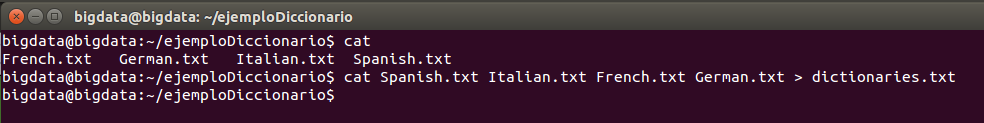 bigdata@bigdata: ~/ejemploDiccionario
bigdata@bigdata:~/ejemploDiccionario$ cat
French.txt   German.txt   Italian.txt  Spanish.txt
bigdata@bigdata:~/ejemploDiccionario$ cat Spanish.txt Italian.txt French.txt German.txt > dictionaries.txt
bigdata@bigdata:~/ejemploDiccionario$